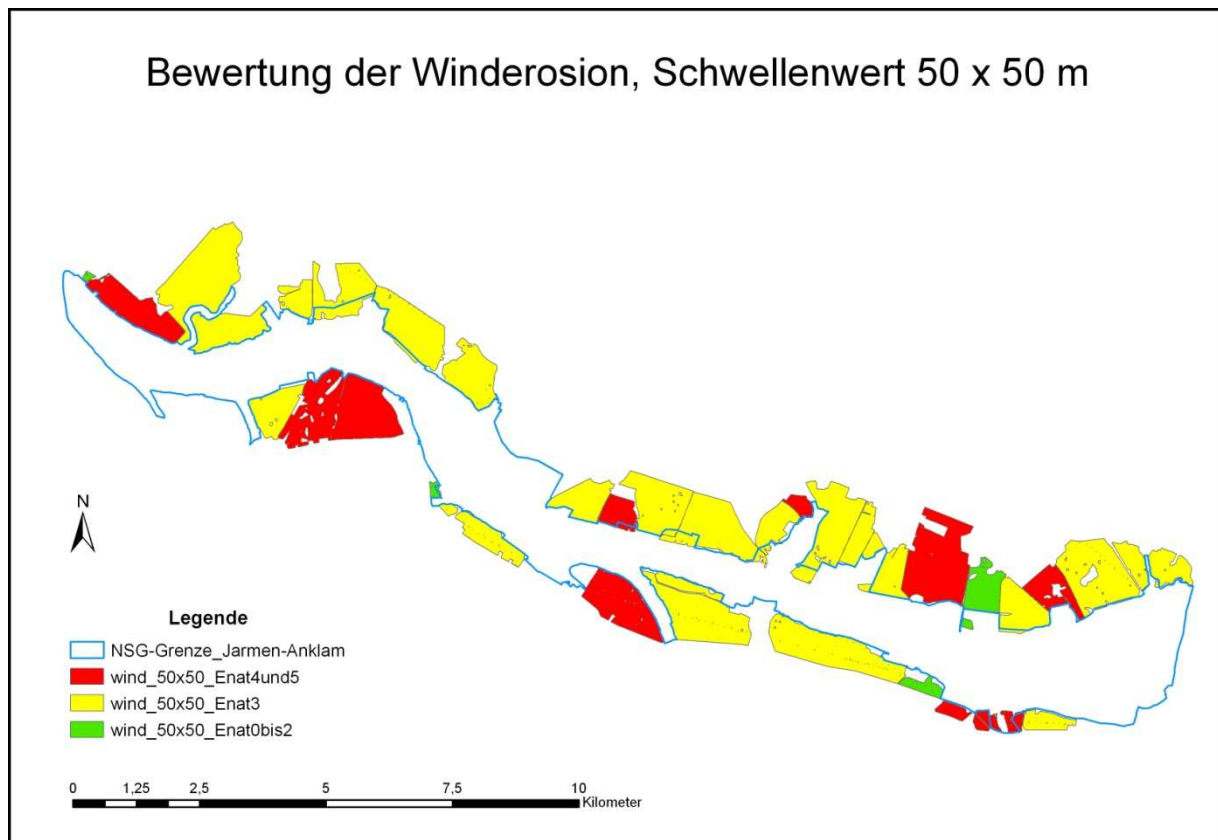 Bewertung der Winderosion, Schwellenwert 50 x 50 m
N
Legende
NSG-Grenze_Jarmen-Anklam
wind_50x50_Enat4und5
wind_50x50_Enat3
wind_50x50_Enat0bis2
0 1,25 2,5 5 7,5 10
Kilometer